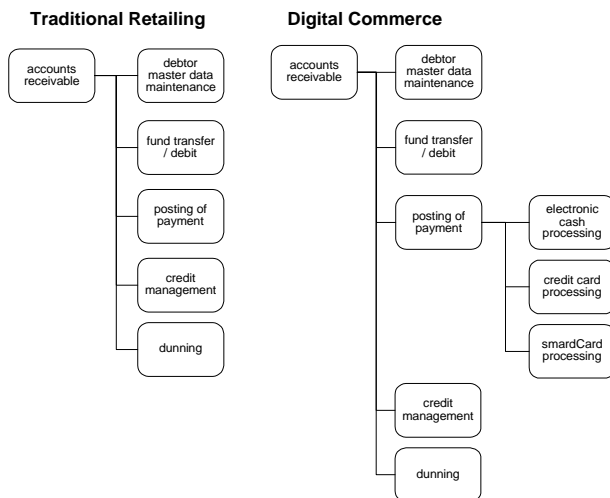 Traditional Retailing
accounts
receivable
debtor
master data
maintenance
fund transfer
/ debit
posting of
payment
credit
management
dunning
Digital Commerce
accounts
receivable
debtor
master data
maintenance
fund transfer
/ debit
posting of
payment
electronic
cash
processing
credit card
processing
smardCard
processing
credit
management
dunning